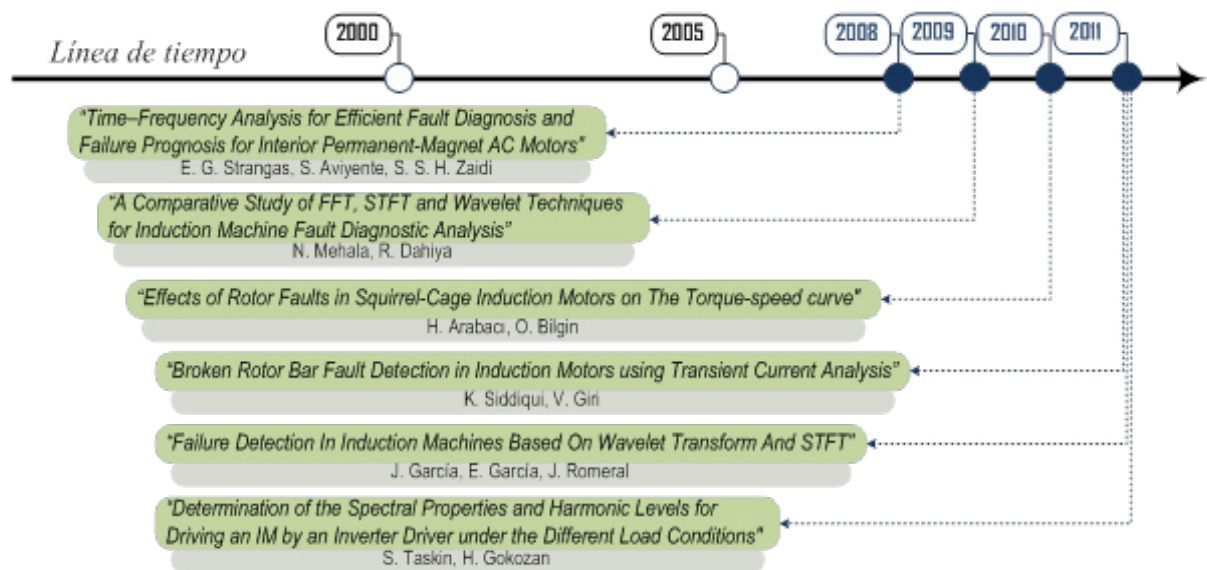 2000
2005
2008
2009
2010
2011
Línea de tiempo
"Time–Frequency Analysis for Efficient Fault Diagnosis and
Failure Prognosis for Interior Permanent-Magnet AC Motors"
E. G. Strangas, S. Aviyente, S. S. H. Zaidi
"A Comparative Study of FFT, STFT and Wavelet Techniques
for Induction Machine Fault Diagnostic Analysis"
N. Mehala, R. Dahiya
"Effects of Rotor Faults in Squirrel-Cage Induction Motors on The Torque-speed curve"
H. Arabacı, O. Bilgin
"Broken Rotor Bar Fault Detection in Induction Motors using Transient Current Analysis"
K. Siddiqui, V. Giri
"Failure Detection In Induction Machines Based On Wavelet Transform And STFT"
J. García, E. García, J. Romeral
"Determination of the Spectral Properties and Harmonic Levels for
Driving an IM by an Inverter Driver under the Different Load Conditions"
S. Taskin, H. Gokozan